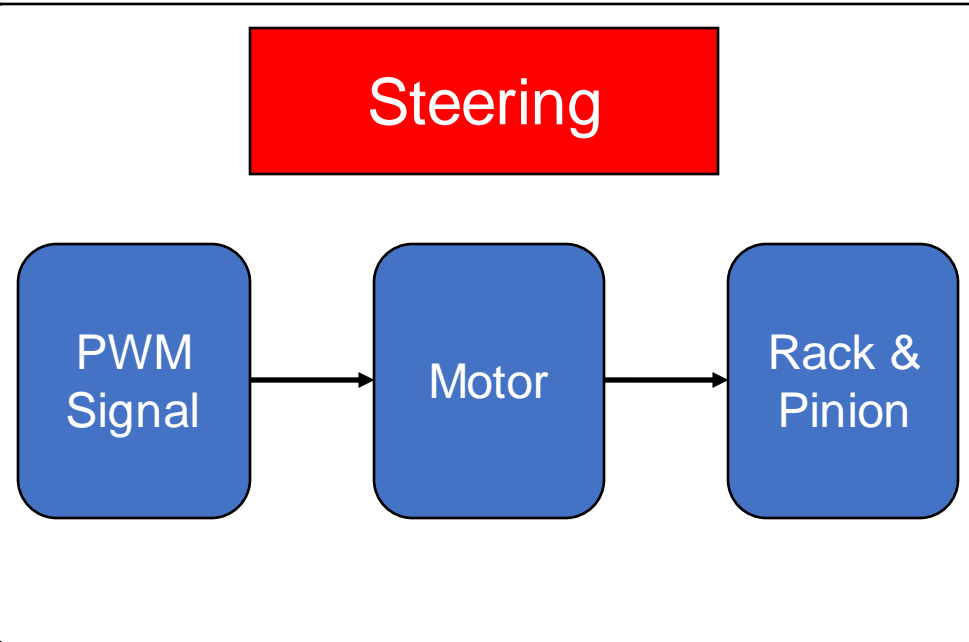 Steering
PWM
Signal
Motor
Rack &
Pinion